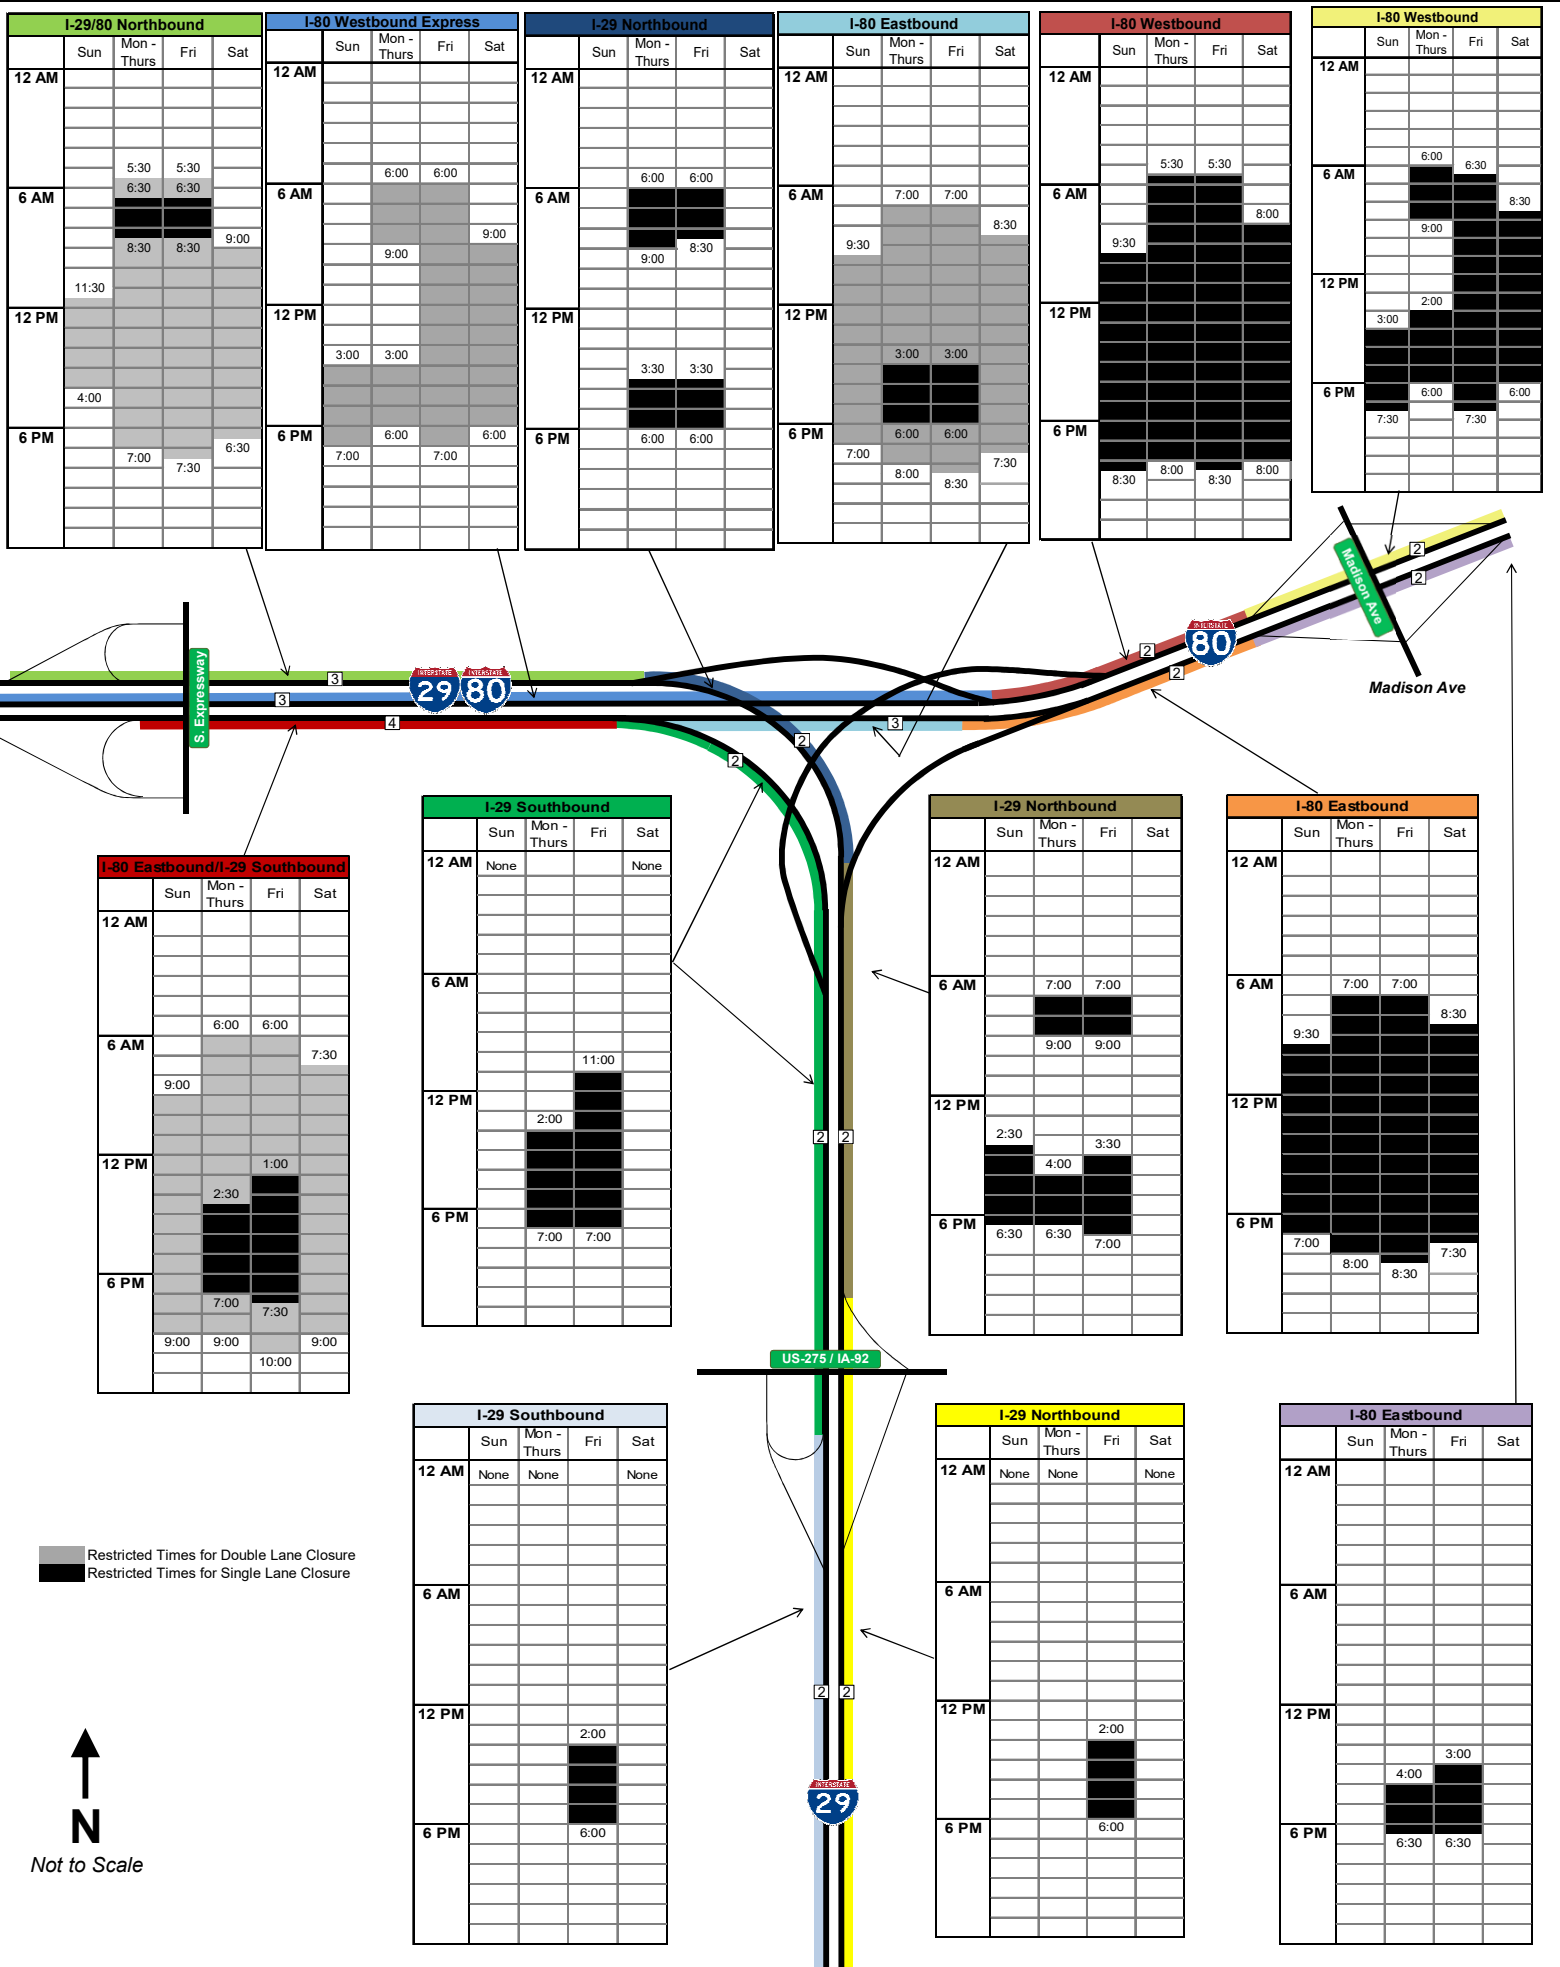 I-29/80 Northbound
Sun Mon - Thurs Fri Sat
12 AM
5:30 5:30
6:30 6:30
6 AM
8:30 8:30 9:00
11:30
12 PM
4:00
6 PM
7:00 7:30 6:30
I-80 Westbound Express
Sun Mon - Thurs Fri Sat
12 AM
6:00 6:00
6 AM
9:00
9:00
12 PM
3:00 3:00
6 PM
6:00 6:00
7:00 7:00
I-29 Northbound
Sun Mon - Thurs Fri Sat
12 AM
6:00 6:00
6 AM
9:00 8:30
12 PM
3:30 3:30
6 PM
6:00 6:00
I-80 Eastbound
Sun Mon - Thurs Fri Sat
12 AM
6 AM
7:00 7:00
8:30
9:30
12 PM
3:00 3:00
6 PM
6:00 6:00
7:00 7:30
8:00 8:30
I-80 Westbound
Sun Mon - Thurs Fri Sat
12 AM
5:30 5:30
6 AM
8:00
9:30
12 PM
6 PM
8:30 8:00 8:30 8:00
I-80 Westbound
Sun Mon - Thurs Fri Sat
12 AM
6:00 6:30
6 AM
8:30
9:00
12 PM
2:00
3:00
6 PM
6:00 6:00
7:30 7:30
S. Expressway
3
3
4
INTERSTATE 29
INTERSTATE 80
2
2
3
2
2
INTERSTATE 80
2
2
Madison Ave
Madison Ave
I-80 Eastbound/I-29 Southbound
Sun Mon - Thurs Fri Sat
12 AM
6:00 6:00
6 AM
7:30
9:00
12 PM
1:00
2:30
6 PM
7:00 7:30
9:00 9:00 9:00
10:00
I-29 Southbound
Sun Mon - Thurs Fri Sat
12 AM
None None
6 AM
11:00
12 PM
2:00
6 PM
7:00 7:00
I-29 Northbound
Sun Mon - Thurs Fri Sat
12 AM
6 AM
7:00 7:00
9:00 9:00
12 PM
2:30 3:30
4:00
6 PM
6:30 6:30 7:00
I-80 Eastbound
Sun Mon - Thurs Fri Sat
12 AM
6 AM
7:00 7:00
8:30
9:30
12 PM
6 PM
7:00 7:30
8:00 8:30
2 2
US-275 / IA-92
I-29 Southbound
Sun Mon - Thurs Fri Sat
12 AM
None None None
6 AM
12 PM
2:00
6 PM
6:00
I-29 Northbound
Sun Mon - Thurs Fri Sat
12 AM
None None None
6 AM
12 PM
2:00
6 PM
6:00
I-80 Eastbound
Sun Mon - Thurs Fri Sat
12 AM
6 AM
12 PM
3:00
4:00
6 PM
6:30 6:30
Restricted Times for Double Lane Closure
Restricted Times for Single Lane Closure
2 2
INTERSTATE 29
N
Not to Scale